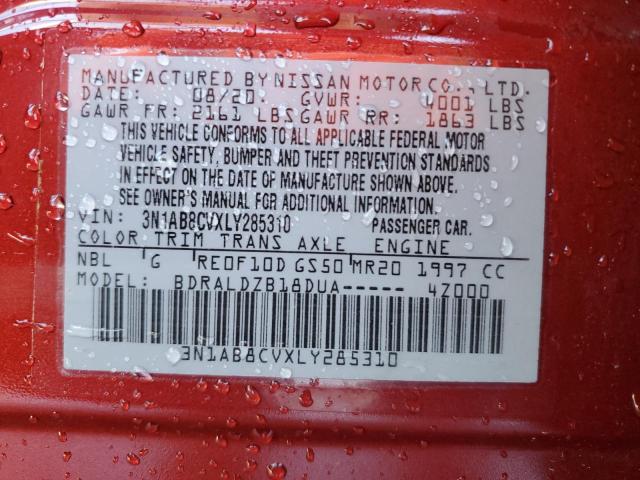 MANUFACTURED BY NISSAN MOTOR CO., LTD.
DATE: 08/20. GVWR: 4001 LBS
GAWR FR: 2161 LBS GAWR RR: 1863 LBS
THIS VEHICLE CONFORMS TO ALL APPLICABLE FEDERAL MOTOR
VEHICLE SAFETY, BUMPER AND THEFT PREVENTION STANDARDS
IN EFFECT ON THE DATE OF MANUFACTURE SHOWN ABOVE.
SEE OWNER'S MANUAL FOR ADDITIONAL INFORMATION.
VIN: 3N1AB8CVXLY285310 PASSENGER CAR.
COLOR TRIM TRANS AXLE ENGINE
NBL G RE0F10D GS50 MR20 1997 CC
MODEL: BDRALDZB18DUA----- 4Z000
3N1AB8CVXLY285310